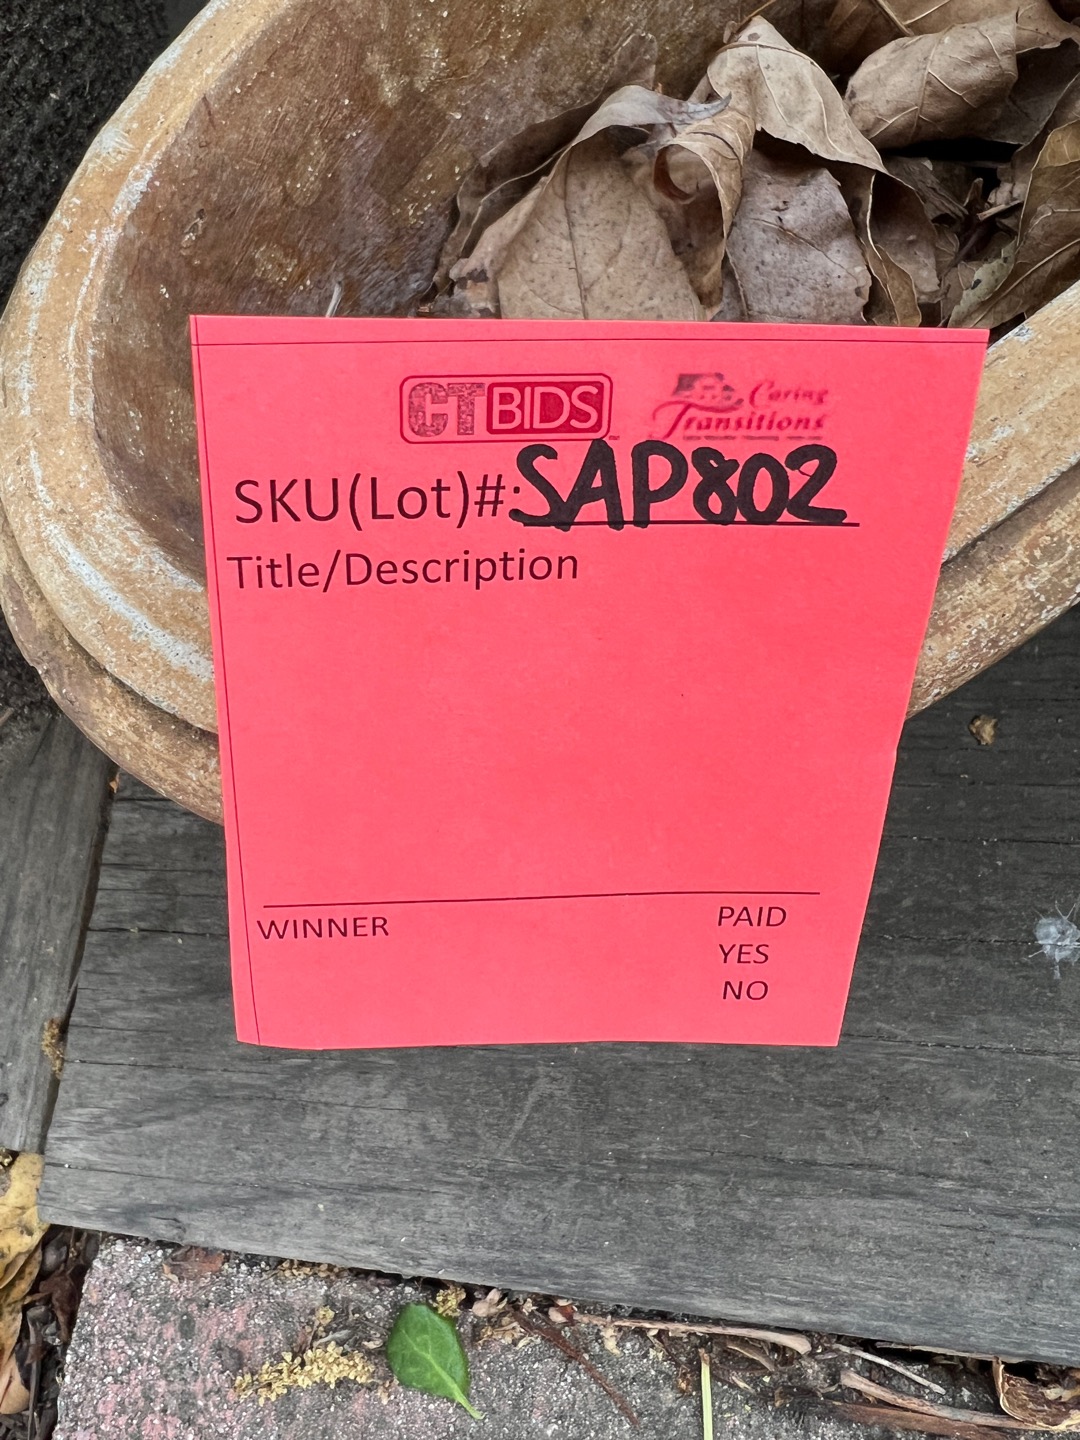 CTBIDS
Caring
Transitions
SKU(Lot)#:SAP802
Title/Description
WINNER
PAID
YES
NO